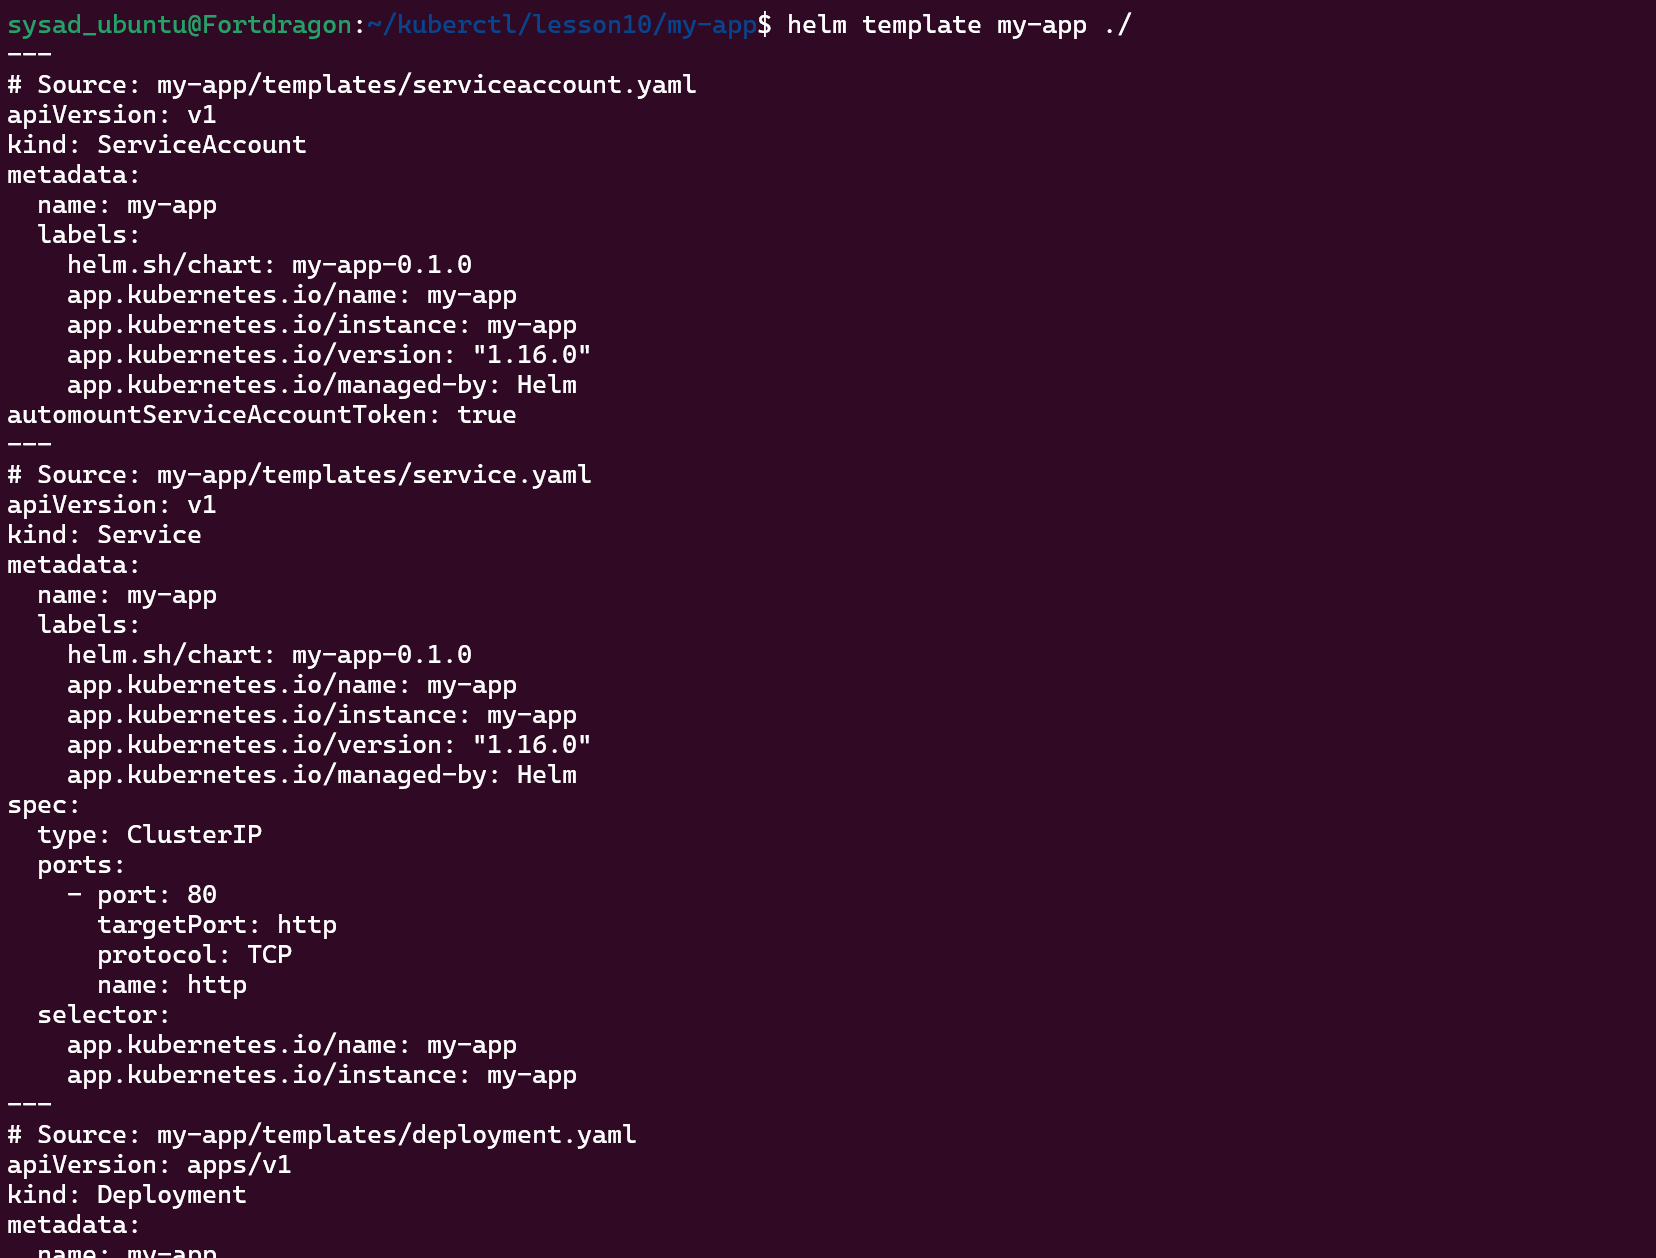 sysad_ubuntu@Fortdragon:~/kuberctl/lesson10/my-app$ helm template my-app ./
---
# Source: my-app/templates/serviceaccount.yaml
apiVersion: v1
kind: ServiceAccount
metadata:
  name: my-app
  labels:
    helm.sh/chart: my-app-0.1.0
    app.kubernetes.io/name: my-app
    app.kubernetes.io/instance: my-app
    app.kubernetes.io/version: "1.16.0"
    app.kubernetes.io/managed-by: Helm
automountServiceAccountToken: true
---
# Source: my-app/templates/service.yaml
apiVersion: v1
kind: Service
metadata:
  name: my-app
  labels:
    helm.sh/chart: my-app-0.1.0
    app.kubernetes.io/name: my-app
    app.kubernetes.io/instance: my-app
    app.kubernetes.io/version: "1.16.0"
    app.kubernetes.io/managed-by: Helm
spec:
  type: ClusterIP
  ports:
    - port: 80
      targetPort: http
      protocol: TCP
      name: http
  selector:
    app.kubernetes.io/name: my-app
    app.kubernetes.io/instance: my-app
---
# Source: my-app/templates/deployment.yaml
apiVersion: apps/v1
kind: Deployment
metadata:
  name: my-app